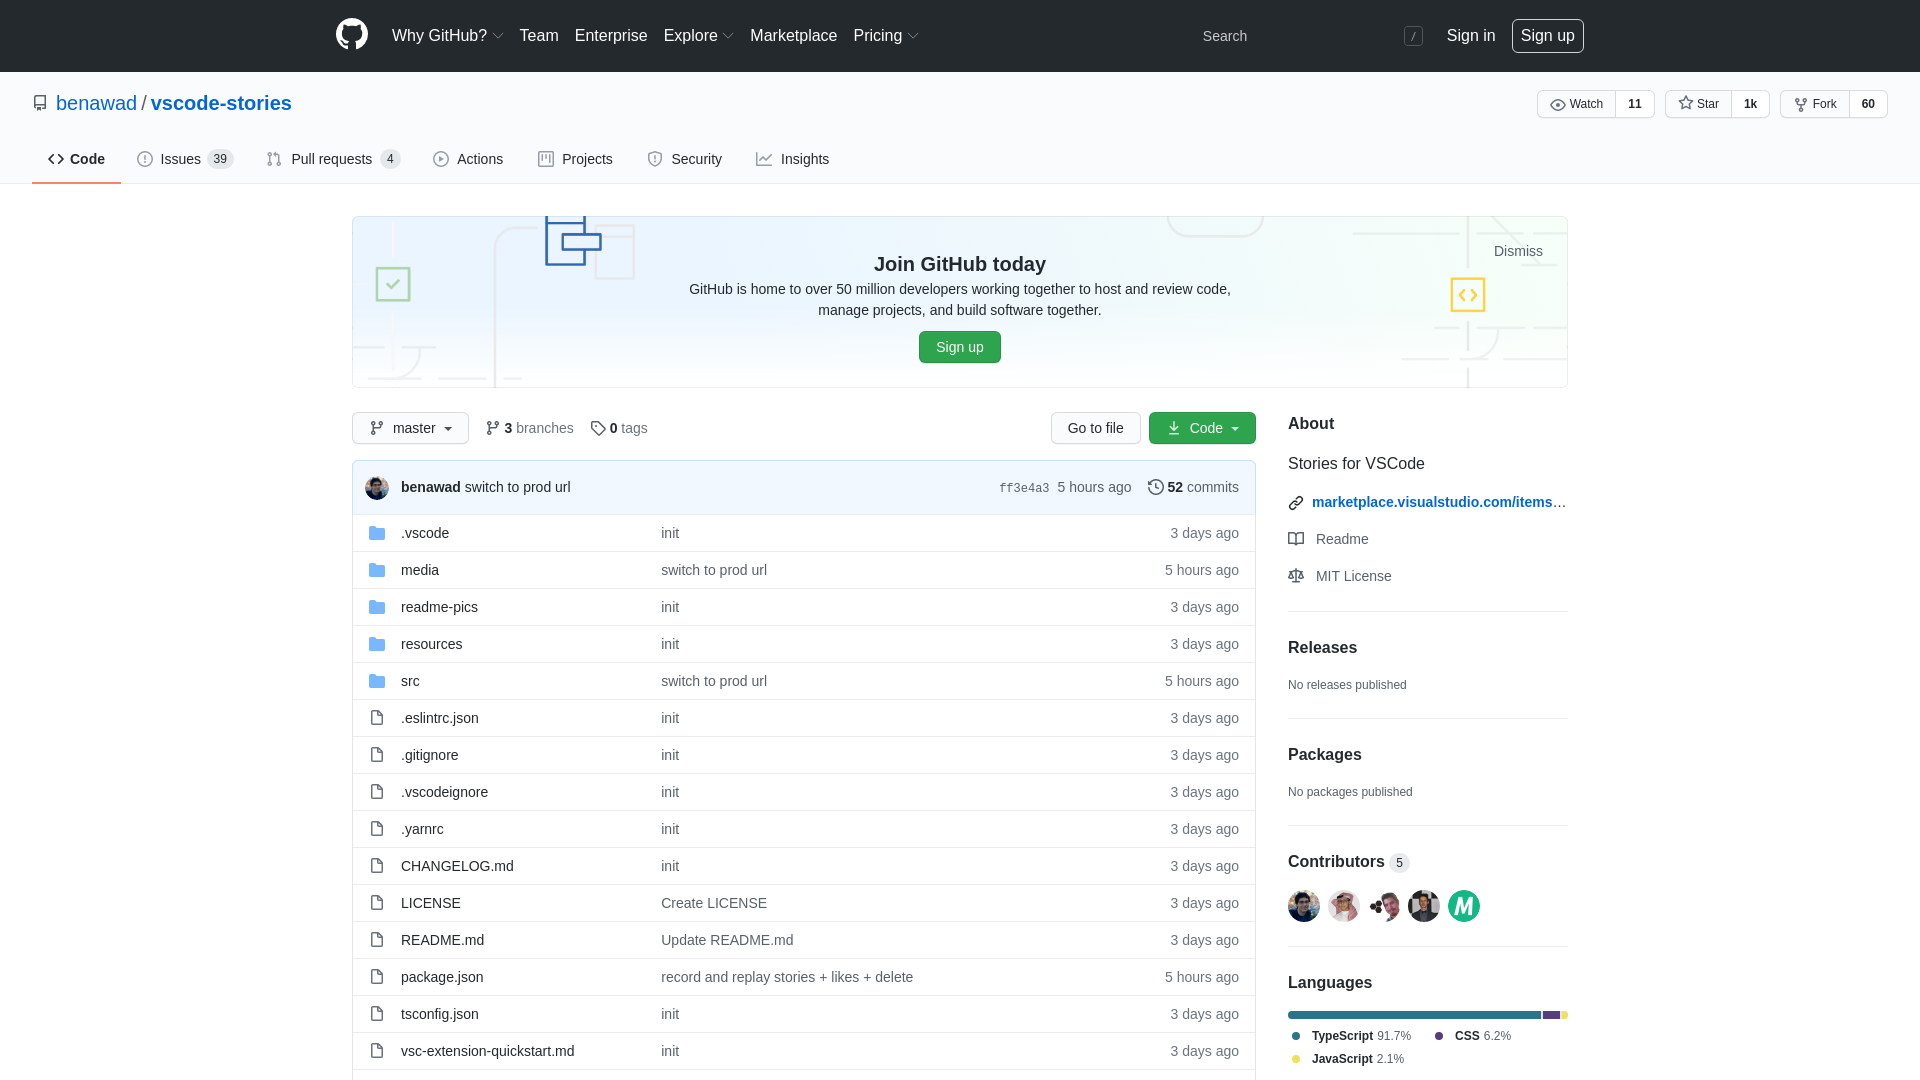 Why GitHub? Team Enterprise Explore Marketplace Pricing Search / Sign in Sign up
benawad / vscode-stories Watch 11 Star 1k Fork 60
Code Issues 39 Pull requests 4 Actions Projects Security Insights
Dismiss
Join GitHub today
GitHub is home to over 50 million developers working together to host and review code,
manage projects, and build software together.
Sign up
master 3 branches 0 tags Go to file Code
benawad switch to prod url ff3e4a3 5 hours ago 52 commits
.vscode init 3 days ago
media switch to prod url 5 hours ago
readme-pics init 3 days ago
resources init 3 days ago
src switch to prod url 5 hours ago
.eslintrc.json init 3 days ago
.gitignore init 3 days ago
.vscodeignore init 3 days ago
.yarnrc init 3 days ago
CHANGELOG.md init 3 days ago
LICENSE Create LICENSE 3 days ago
README.md Update README.md 3 days ago
package.json record and replay stories + likes + delete 5 hours ago
tsconfig.json init 3 days ago
vsc-extension-quickstart.md init 3 days ago
About
Stories for VSCode
marketplace.visualstudio.com/items…
Readme
MIT License
Releases
No releases published
Packages
No packages published
Contributors 5
M
Languages
TypeScript 91.7% CSS 6.2%
JavaScript 2.1%